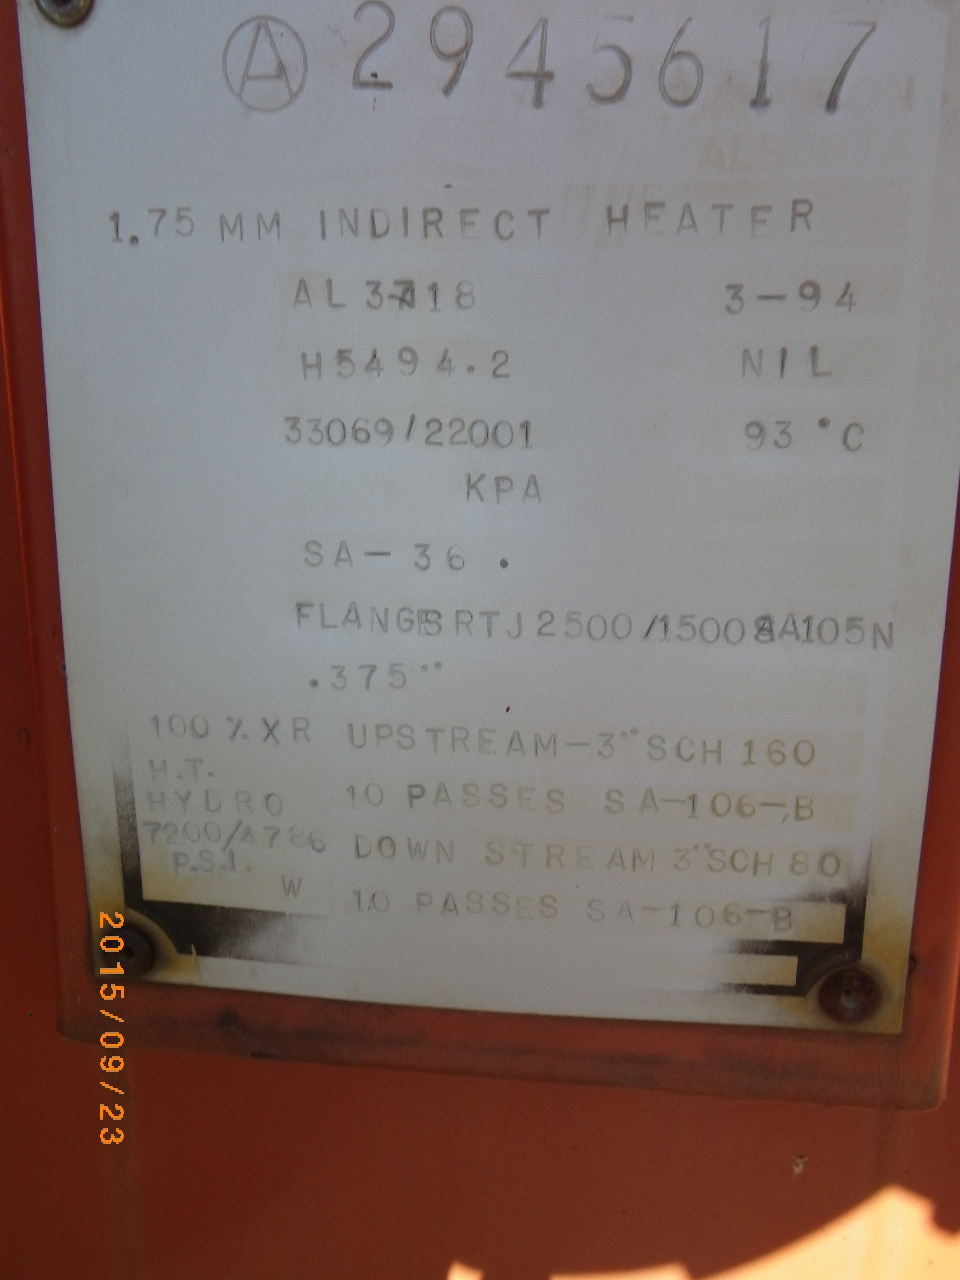 Ⓐ 2945617
1.75 MM INDIRECT HEATER
AL 3718 3-94
H5494.2 NIL
33069/22001 93 °C
KPA
SA-36 .
FLANGES RTJ 2500/1500 SA105N
.375"
100 % XR UPSTREAM-3" SCH 160
H.T.
HYDRO 10 PASSES SA-106-B
7200/4786 DOWN STREAM 3" SCH 80
P.S.I.
W 10 PASSES SA-106-B
2015/09/23